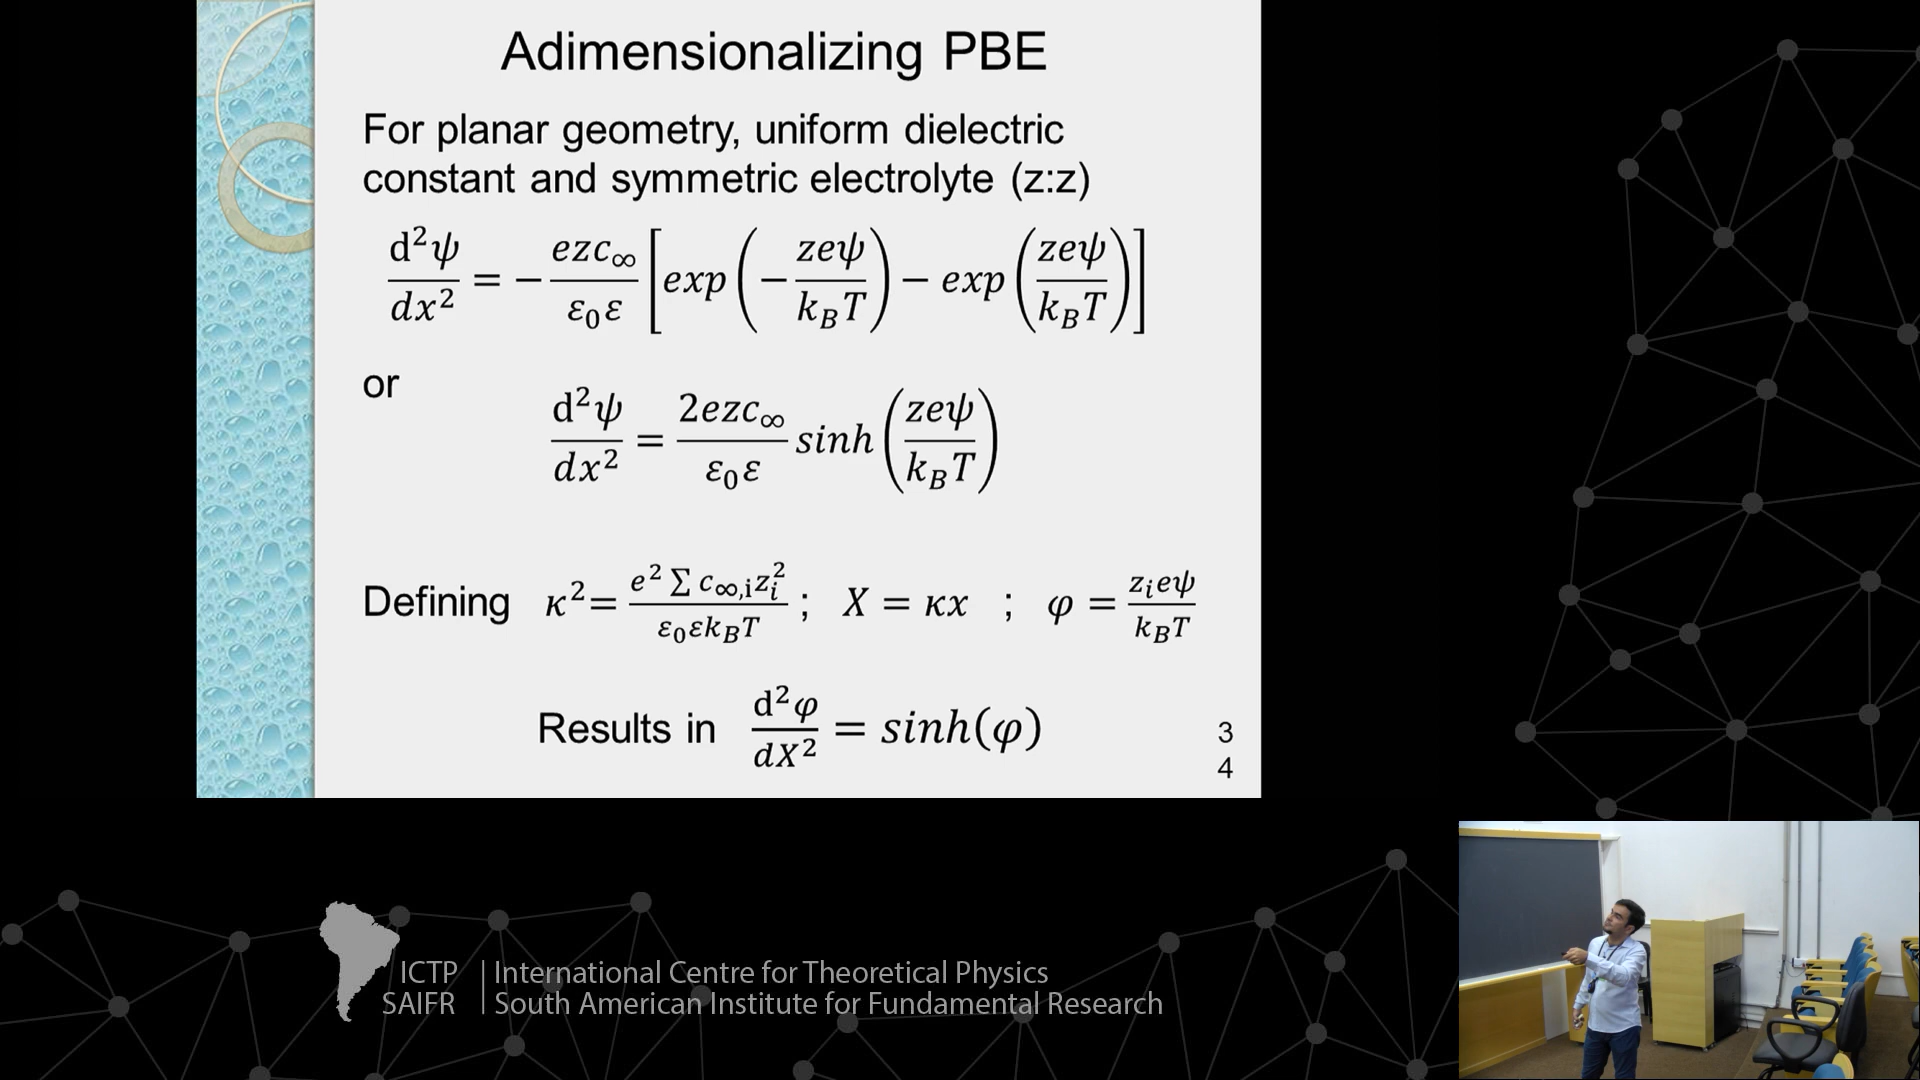 Adimensionalizing PBE
For planar geometry, uniform dielectric
constant and symmetric electrolyte (z:z)
d²ψ/dx² = − ezc∞/ε₀ε [exp(−zeψ/k_BT) − exp(zeψ/k_BT)]
or
d²ψ/dx² = 2ezc∞/ε₀ε sinh(zeψ/k_BT)
Defining κ²= e² ∑ c∞,i z_i²/ε₀εk_BT ; X = κx ; φ = z_ieψ/k_BT
Results in d²φ/dX² = sinh(φ)
3
4
ICTP | International Centre for Theoretical Physics
SAIFR | South American Institute for Fundamental Research